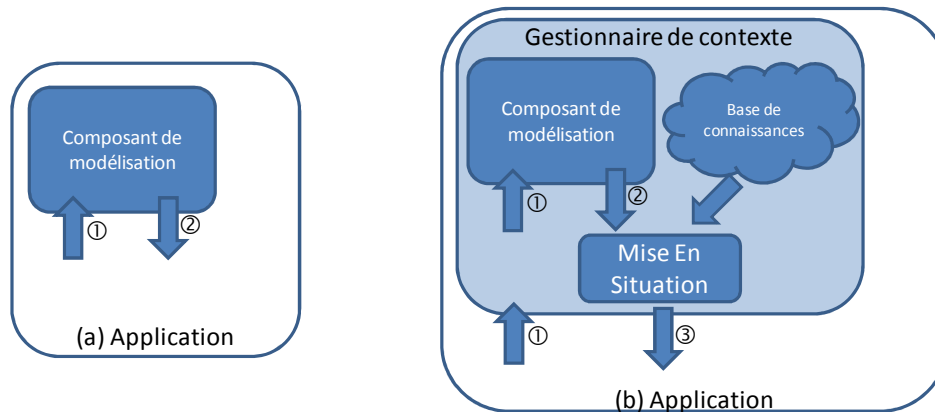 Composant de
modélisation
①
②
(a) Application
Gestionnaire de contexte
Composant de
modélisation
Base de
connaissances
①
②
Mise En
Situation
①
③
(b) Application